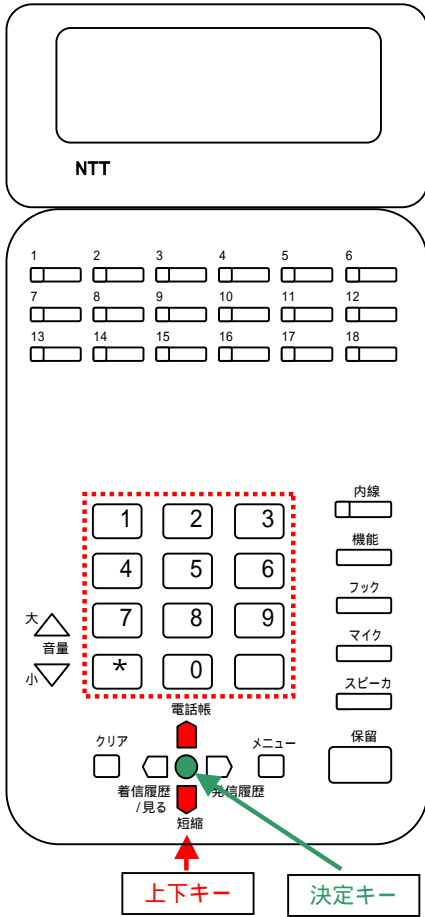 NTT
1 2 3 4 5 6
7 8 9 10 11 12
13 14 15 16 17 18
内線
機能
フック
マイク
スピーカ
保留
1 2 3
4 5 6
7 8 9
* 0
大
音量
小
電話帳
クリア
メニュー
着信履歴
/見る
発信履歴
短縮
上下キー
決定キー